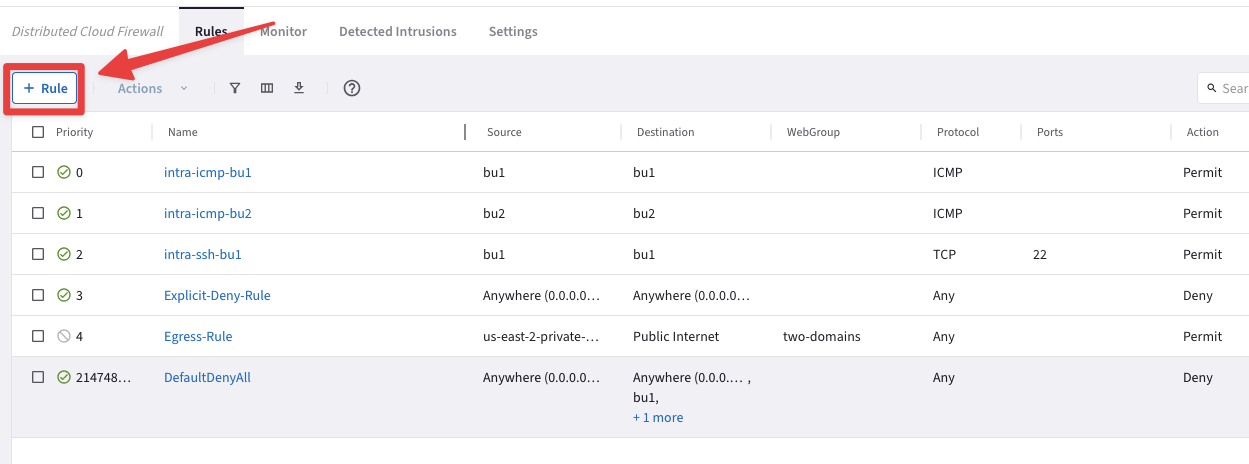 Distributed Cloud Firewall Rules Monitor Detected Intrusions Settings
+ Rule Actions ? Sear
Priority Name Source Destination WebGroup Protocol Ports Action
0 intra-icmp-bu1 bu1 bu1 ICMP Permit
1 intra-icmp-bu2 bu2 bu2 ICMP Permit
2 intra-ssh-bu1 bu1 bu1 TCP 22 Permit
3 Explicit-Deny-Rule Anywhere (0.0.0.0... Anywhere (0.0.0.0... Any Deny
4 Egress-Rule us-east-2-private-... Public Internet two-domains Any Permit
214748... DefaultDenyAll Anywhere (0.0.0.0... Anywhere (0.0.0.... , Any Deny
bu1,
+ 1 more